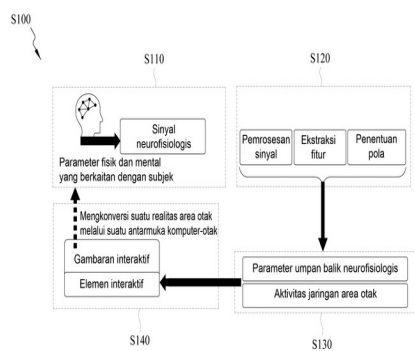 S100
S110
S120
Sinyal
neurofisiologis
Parameter fisik dan mental
yang berkaitan dengan subjek
Pemrosesan
sinyal
Ekstraksi
fitur
Penentuan
pola
Mengkonversi suatu realitas area otak
melalui suatu antarmuka komputer-otak
Gambaran interaktif
Elemen interaktif
Parameter umpan balik neurofisiologis
Aktivitas jaringan area otak
S140
S130